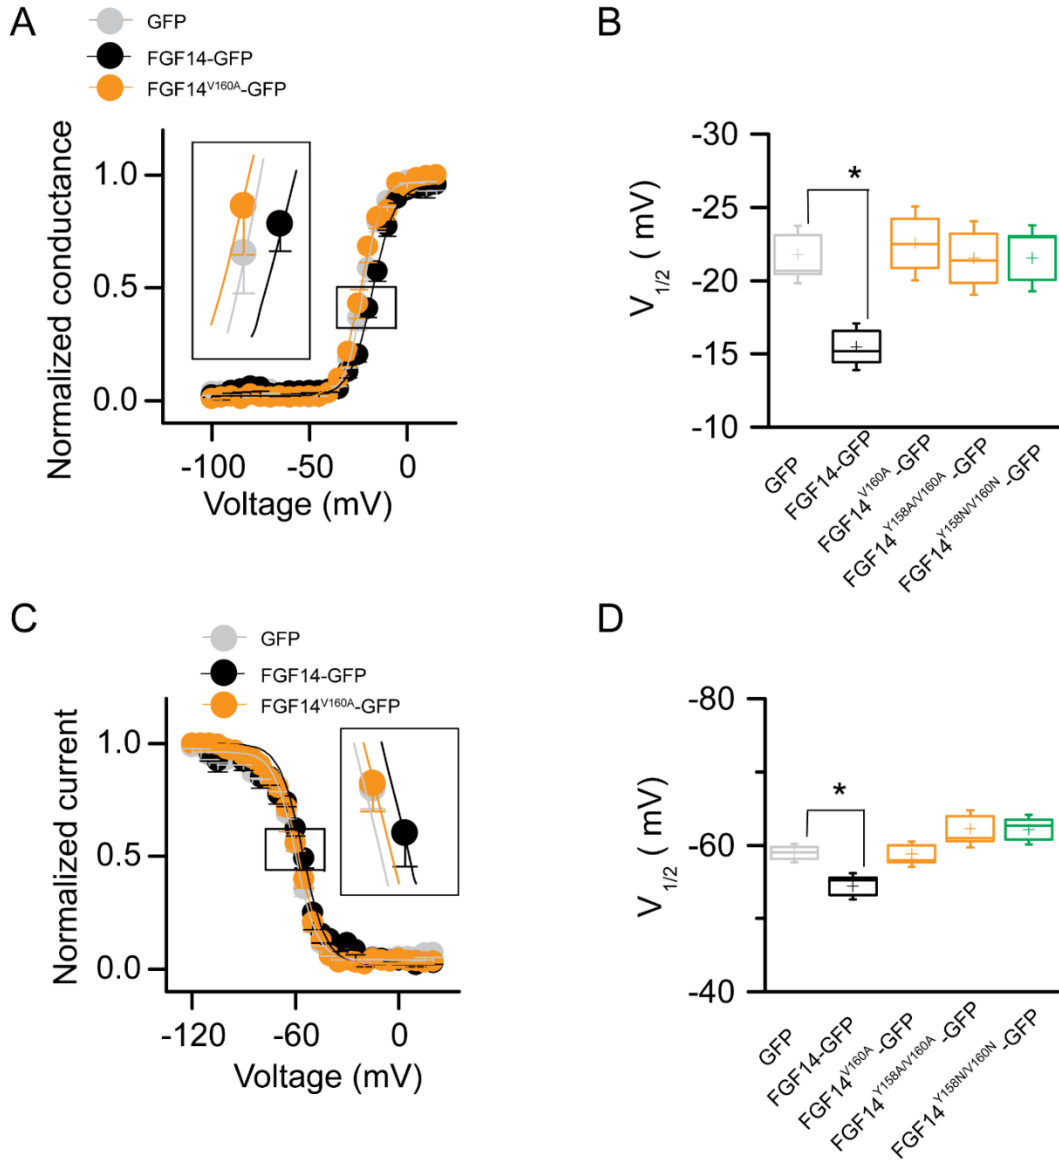 A
GFP
FGF14-GFP
FGF14V160A-GFP
Normalized conductance
1.0
0.5
0.0
-100
-50
0
Voltage (mV)
B
V1/2 ( mV)
-30
-25
-20
-15
-10
*
GFP
FGF14-GFP
FGF14V160A-GFP
FGF14Y158A/V160A-GFP
FGF14Y158N/V160N-GFP
C
GFP
FGF14-GFP
FGF14V160A-GFP
Normalized current
1.0
0.5
0.0
-120
-60
0
Voltage (mV)
D
V1/2 ( mV)
-80
-60
-40
*
GFP
FGF14-GFP
FGF14V160A-GFP
FGF14Y158A/V160A-GFP
FGF14Y158N/V160N-GFP